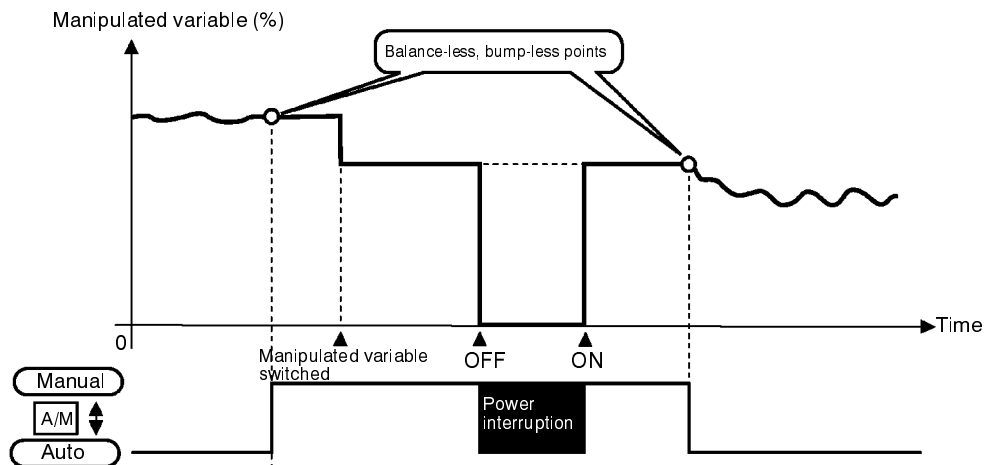 Manipulated variable (%)
Balance-less, bump-less points
Time
0
Manipulated variable
switched
OFF
ON
Manual
A/M
Auto
Power
interruption